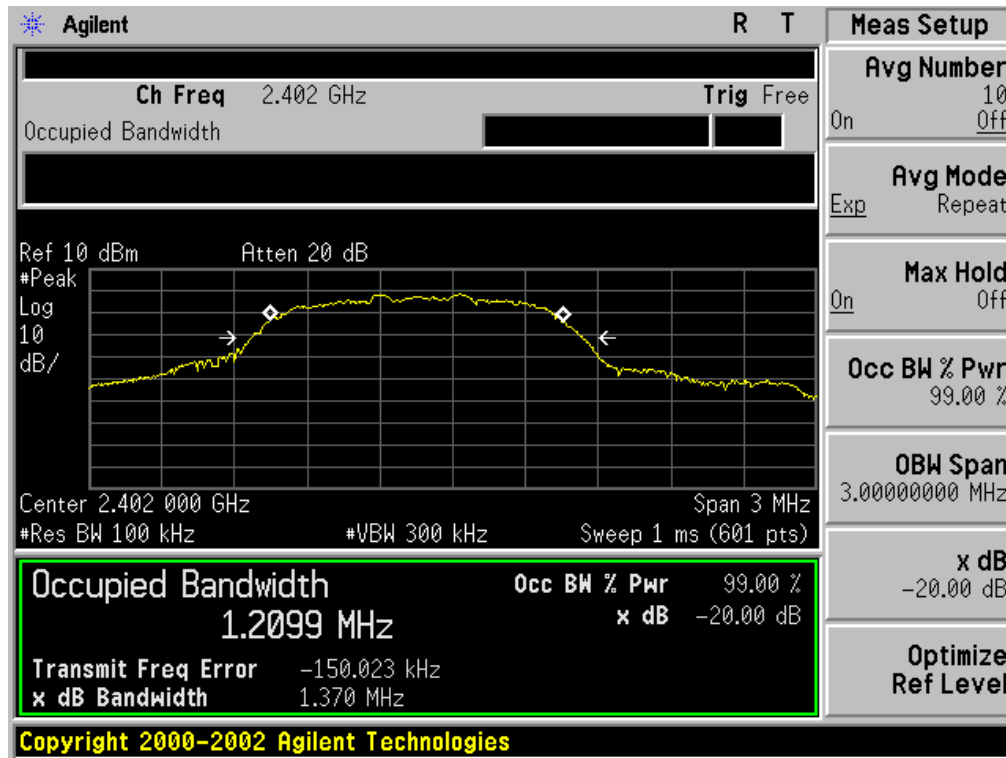 Agilent R T
Ch Freq 2.402 GHz Trig Free
Occupied Bandwidth
Ref 10 dBm Atten 20 dB
#Peak
Log
10
dB/
Center 2.402 000 GHz Span 3 MHz
#Res BW 100 kHz #VBW 300 kHz Sweep 1 ms (601 pts)
Occupied Bandwidth Occ BW % Pwr 99.00 %
1.2099 MHz x dB -20.00 dB
Transmit Freq Error -150.023 kHz
x dB Bandwidth 1.370 MHz
Copyright 2000-2002 Agilent Technologies
Meas Setup
Avg Number
10
On Off
Avg Mode
Exp Repeat
Max Hold
On Off
Occ BW % Pwr
99.00 %
OBW Span
3.00000000 MHz
x dB
-20.00 dB
Optimize
Ref Level